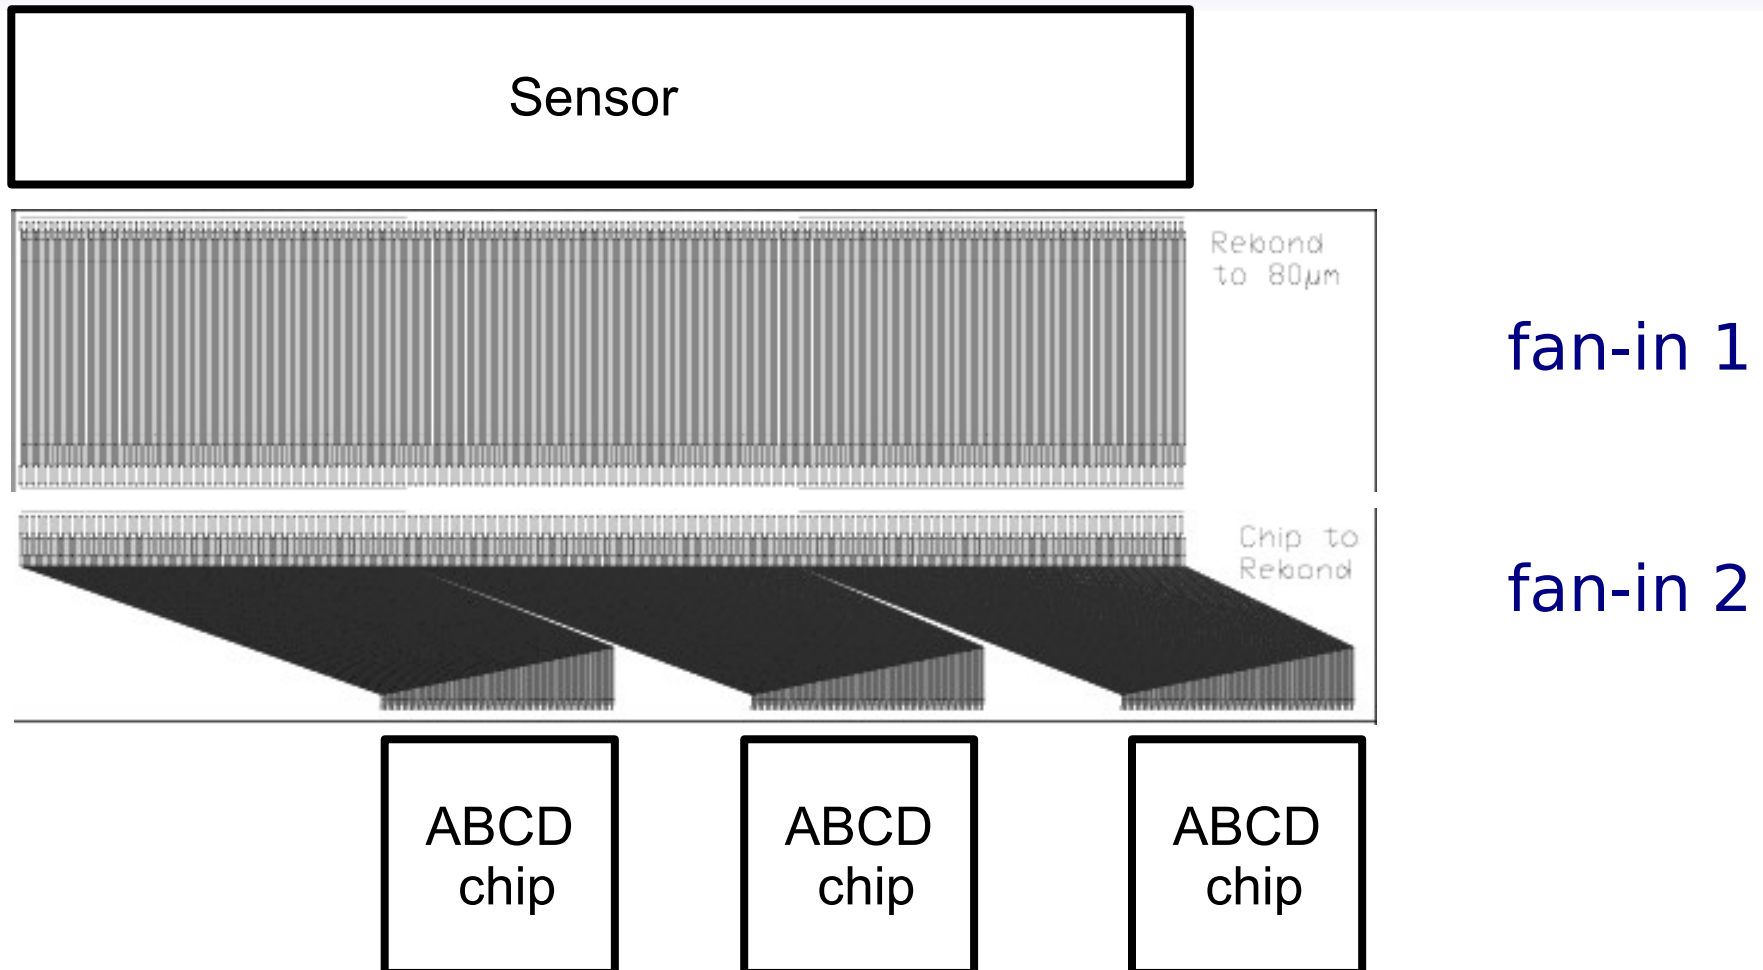 Sensor
Rebond
to 80µm
fan-in 1
Chip to
Rebond
fan-in 2
ABCD
chip
ABCD
chip
ABCD
chip